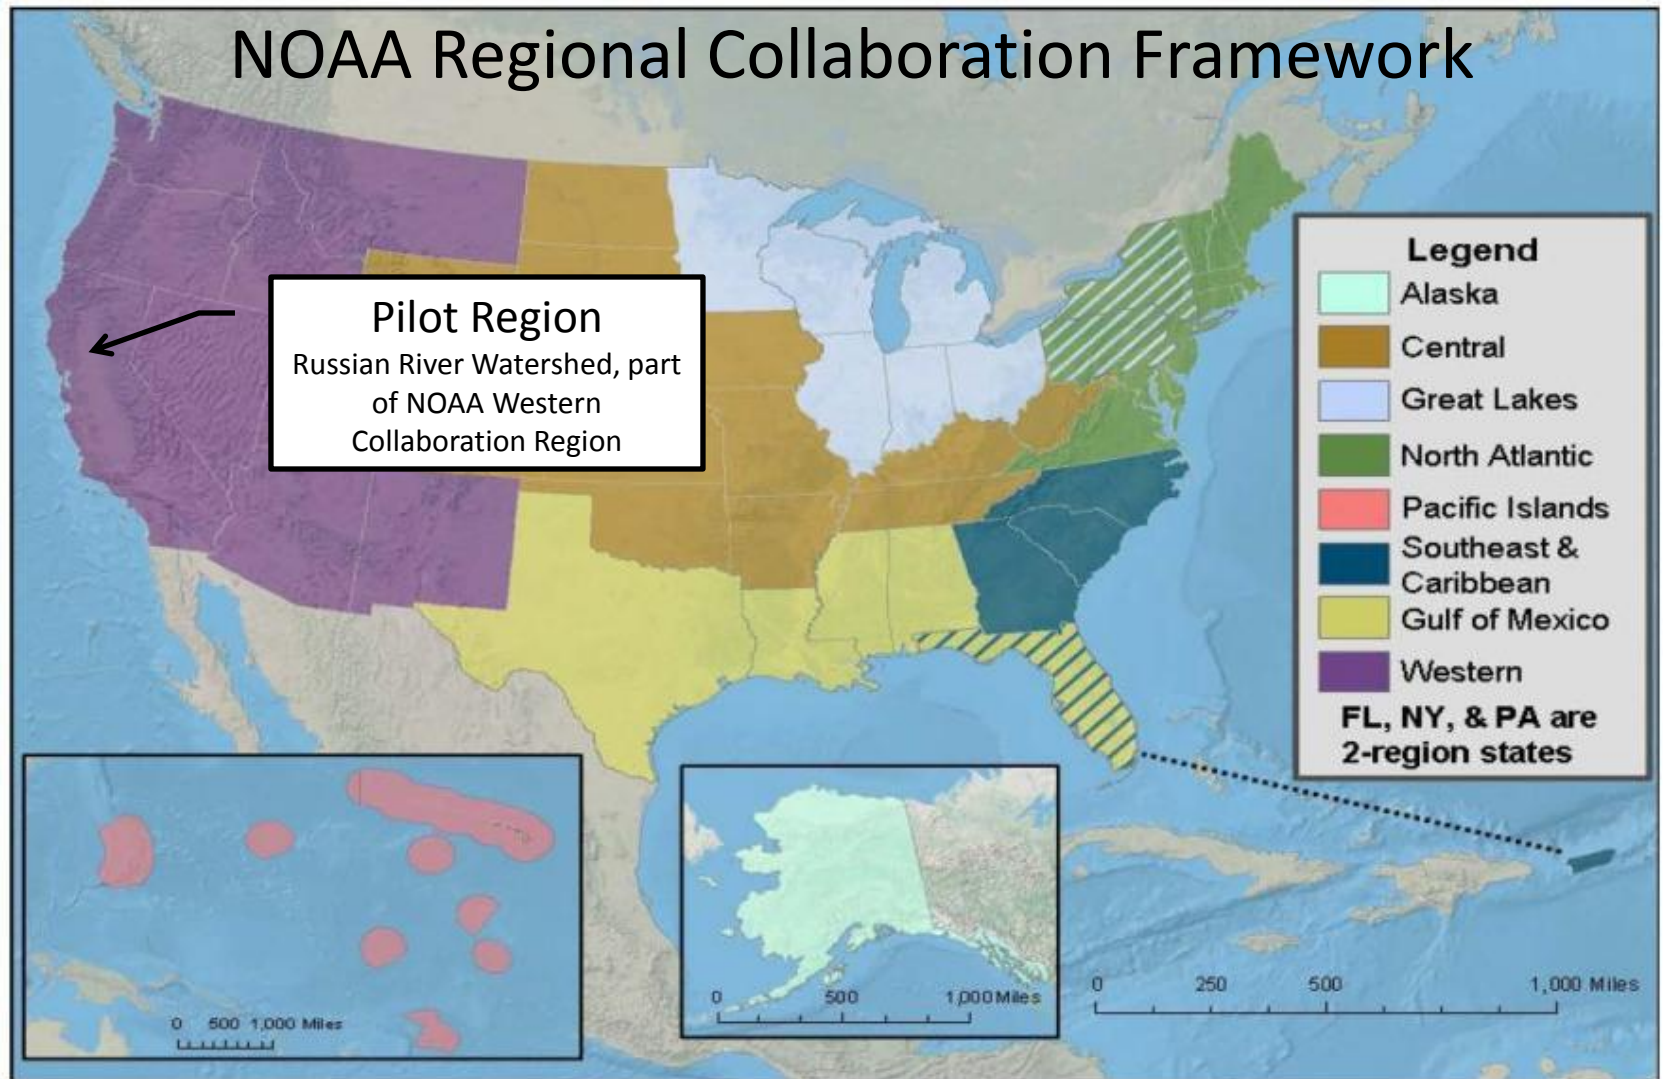 NOAA Regional Collaboration Framework
Pilot Region
Russian River Watershed, part
of NOAA Western
Collaboration Region
Legend
Alaska
Central
Great Lakes
North Atlantic
Pacific Islands
Southeast &
Caribbean
Gulf of Mexico
Western
FL, NY, & PA are
2-region states
0 500 1,000 Miles
0 500 1,000 Miles
0 250 500 1,000 Miles